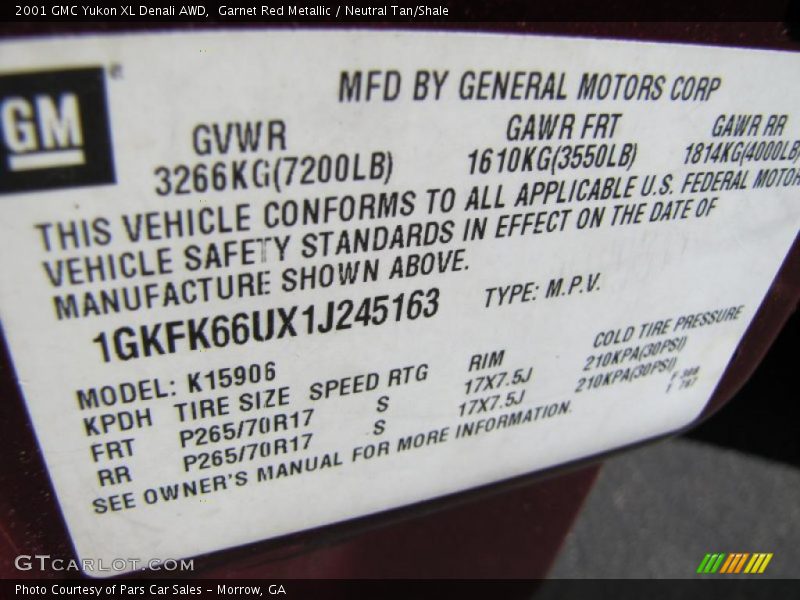 2001 GMC Yukon XL Denali AWD, Garnet Red Metallic / Neutral Tan/Shale
GM
MFD BY GENERAL MOTORS CORP
GVWR GAWR FRT GAWR RR
3266KG(7200LB) 1610KG(3550LB) 1814KG(4000LB)
THIS VEHICLE CONFORMS TO ALL APPLICABLE U.S. FEDERAL MOTOR
VEHICLE SAFETY STANDARDS IN EFFECT ON THE DATE OF
MANUFACTURE SHOWN ABOVE.
1GKFK66UX1J245163 TYPE: M.P.V.
MODEL: K15906
KPDH TIRE SIZE SPEED RTG RIM COLD TIRE PRESSURE
FRT P265/70R17 S 17X7.5J 210KPA(30PSI)
RR P265/70R17 S 17X7.5J 210KPA(30PSI)
SEE OWNER'S MANUAL FOR MORE INFORMATION.
GTCARLOT.COM
Photo Courtesy of Pars Car Sales - Morrow, GA